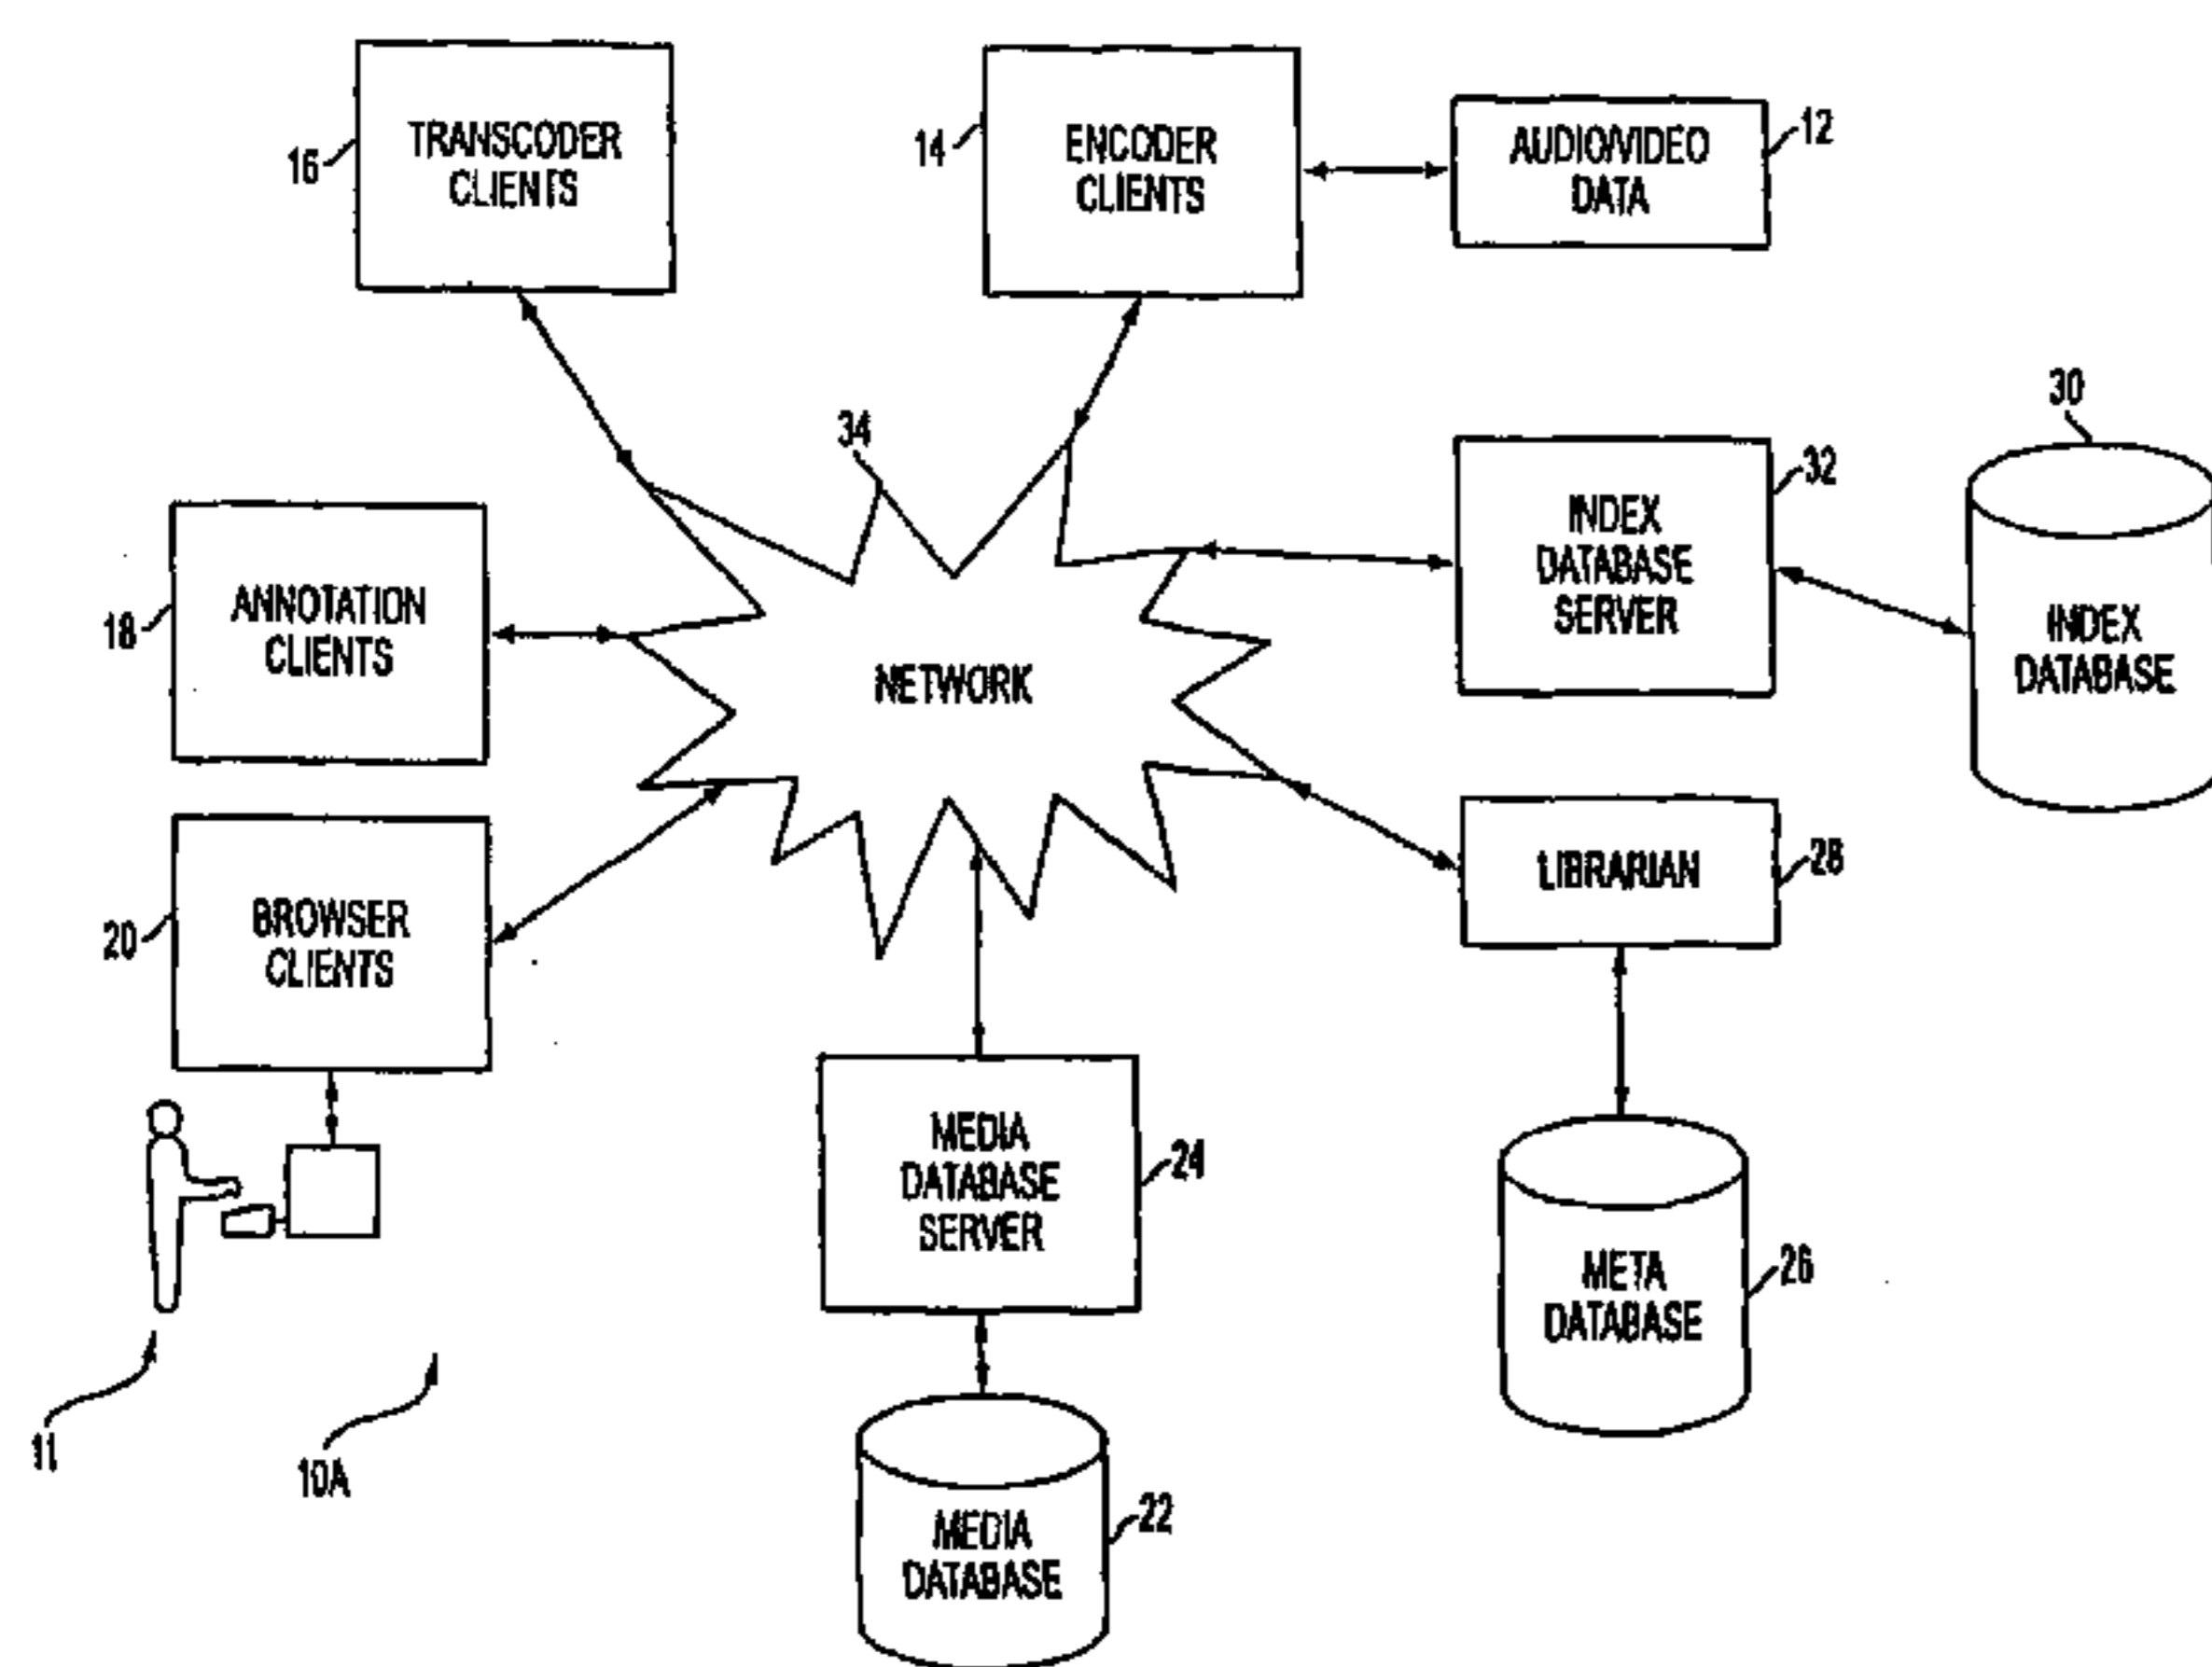 TRANSCODER
CLIENTS
16
ENCODER
CLIENTS
14
AUDIO/VIDEO
DATA
12
34
NETWORK
INDEX
DATABASE
SERVER
32
30
INDEX
DATABASE
ANNOTATION
CLIENTS
18
BROWSER
CLIENTS
20
LIBRARIAN
28
MEDIA
DATABASE
SERVER
24
META
DATABASE
26
11
10A
MEDIA
DATABASE
22